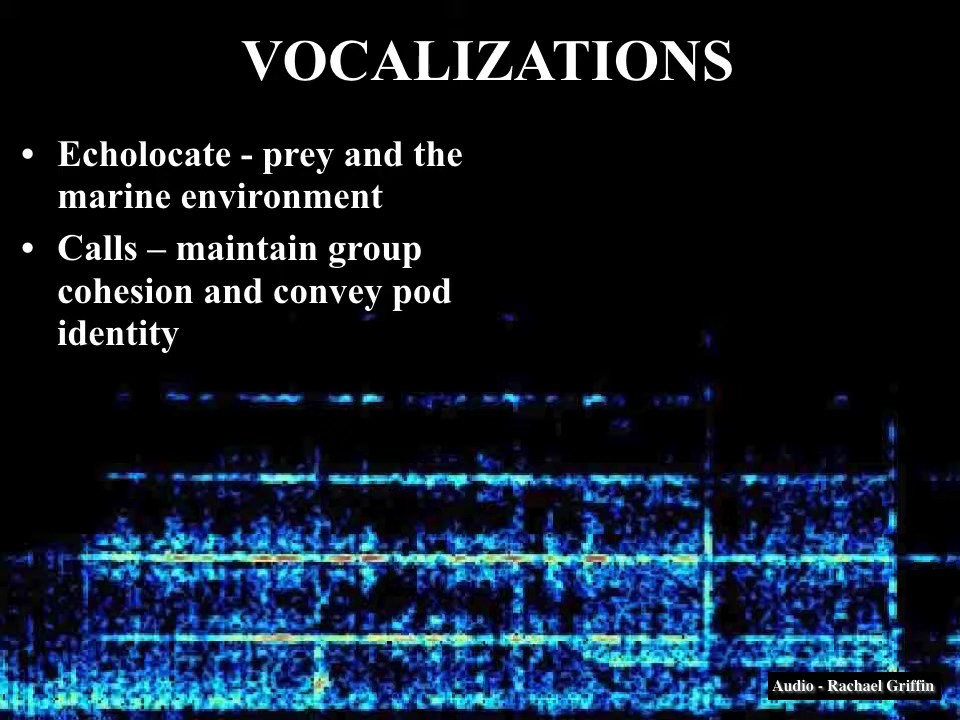 VOCALIZATIONS
• Echolocate - prey and the
marine environment
• Calls – maintain group
cohesion and convey pod
identity
Audio - Rachael Griffin